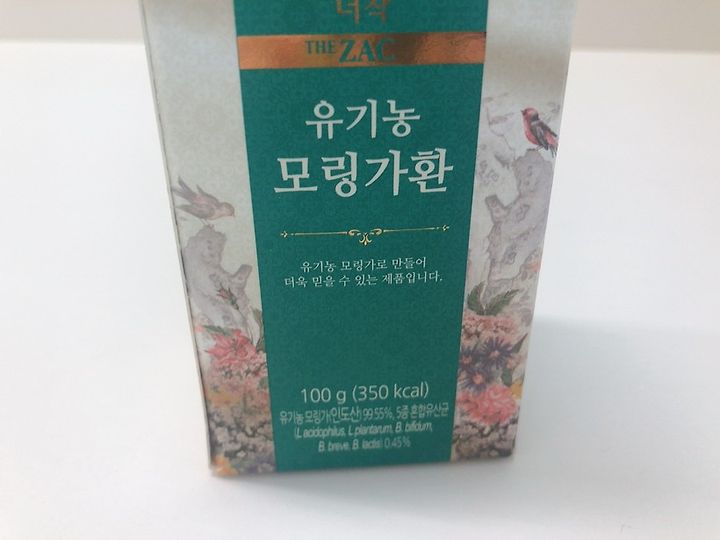 더작
THE ZAC
유기농
모링가환
유기농 모링가로 만들어
더욱 믿을 수 있는 제품입니다.
100 g (350 kcal)
유기농 모링가(인도산) 99.55%, 5종 혼합유산균
(L. acidophilus, L. plantarum, B. bifidum,
B. breve, B. lactis) 0.45%